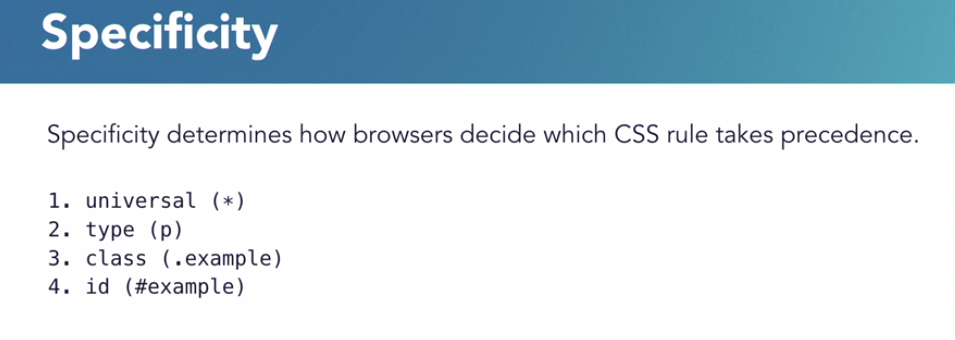 Specificity
Specificity determines how browsers decide which CSS rule takes precedence.
1. universal (*)
2. type (p)
3. class (.example)
4. id (#example)